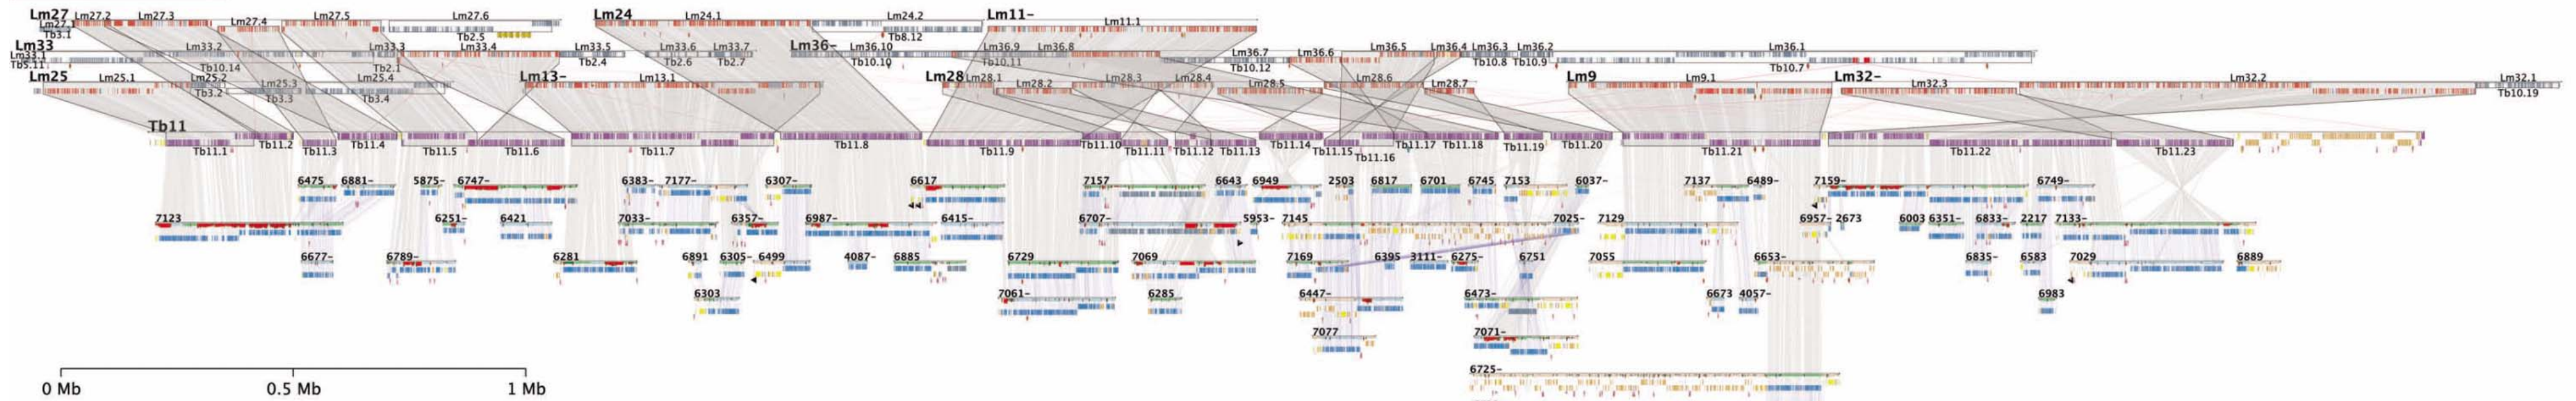 Lm27 Lm27.2 Lm27.3 Lm27.4 Lm27.5 Lm27.6 Lm24 Lm24.1 Lm24.2 Lm11– Lm11.1
Lm27.1
Tb3.1 Tb2.5 Tb8.12
Lm33 Lm33.2 Lm33.3 Lm33.4 Lm33.5 Lm33.6 Lm33.7 Lm36– Lm36.10 Lm36.9 Lm36.8 Lm36.7 Lm36.6 Lm36.5 Lm36.4 Lm36.3 Lm36.2 Lm36.1
Lm33.1
Tb5.11 Tb10.14 Tb2.1 Tb2.4 Tb2.6 Tb2.7 Tb10.10 Tb10.11 Tb10.12 Tb10.8 Tb10.9 Tb10.7
Lm25 Lm25.1 Lm25.2 Lm25.3 Lm25.4 Lm13– Lm13.1 Lm28 Lm28.1 Lm28.2 Lm28.3 Lm28.4 Lm28.5 Lm28.6 Lm28.7 Lm9 Lm9.1 Lm32– Lm32.3 Lm32.2 Lm32.1
Tb3.2 Tb3.3 Tb3.4 Tb10.19
Tb11
Tb11.1 Tb11.2 Tb11.3 Tb11.4 Tb11.5 Tb11.6 Tb11.7 Tb11.8 Tb11.9 Tb11.10 Tb11.11 Tb11.12 Tb11.13 Tb11.14 Tb11.15 Tb11.16 Tb11.17 Tb11.18 Tb11.19 Tb11.20 Tb11.21 Tb11.22 Tb11.23
6475 6881– 5875– 6747– 6383– 7177– 6307– 6617 7157 6643 6949 2503 6817 6701 6745 7153 6037– 7137 6489– 7159– 6749–
7123 6251– 6421 7033– 6357– 6987– 6415– 6707– 5953– 7145 7025– 7129 6957– 2673 6003 6351– 6833– 2217 7133–
6677– 6789– 6281 6891 6305– 6499 4087– 6885 6729 7069 7169 6395 3111– 6275– 6751 7055 6653– 6835– 6583 7029 6889
6303 7061– 6285 6447– 6473– 6673 4057– 6983
7077 7071–
6725–
0 Mb 0.5 Mb 1 Mb